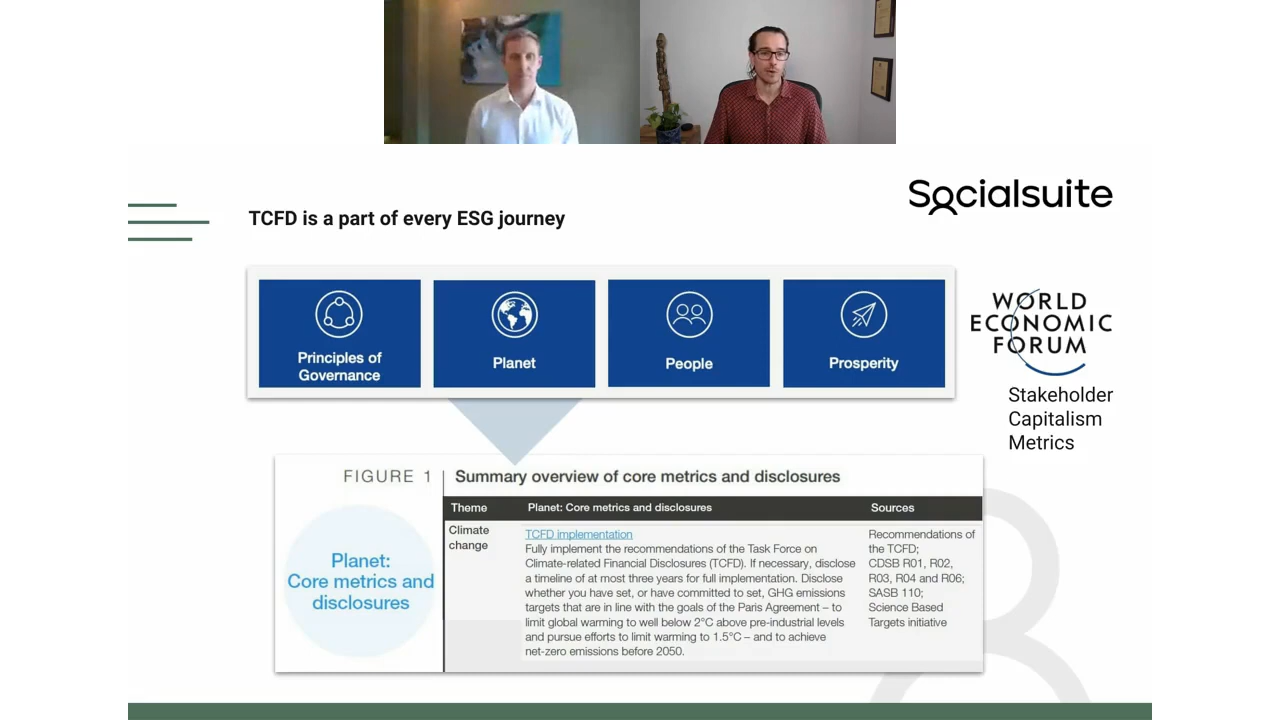 Socialsuite
TCFD is a part of every ESG journey
Principles of
Governance
Planet
People
Prosperity
WORLD
ECONOMIC
FORUM
Stakeholder
Capitalism
Metrics
FIGURE 1
Summary overview of core metrics and disclosures
Planet:
Core metrics and
disclosures
Theme
Planet: Core metrics and disclosures
Sources
Climate
change
TCFD implementation
Fully implement the recommendations of the Task Force on
Climate-related Financial Disclosures (TCFD). If necessary, disclose
a timeline of at most three years for full implementation. Disclose
whether you have set, or have committed to set, GHG emissions
targets that are in line with the goals of the Paris Agreement – to
limit global warming to well below 2°C above pre-industrial levels
and pursue efforts to limit warming to 1.5°C – and to achieve
net-zero emissions before 2050.
Recommendations of
the TCFD;
CDSB R01, R02,
R03, R04 and R06;
SASB 110;
Science Based
Targets initiative